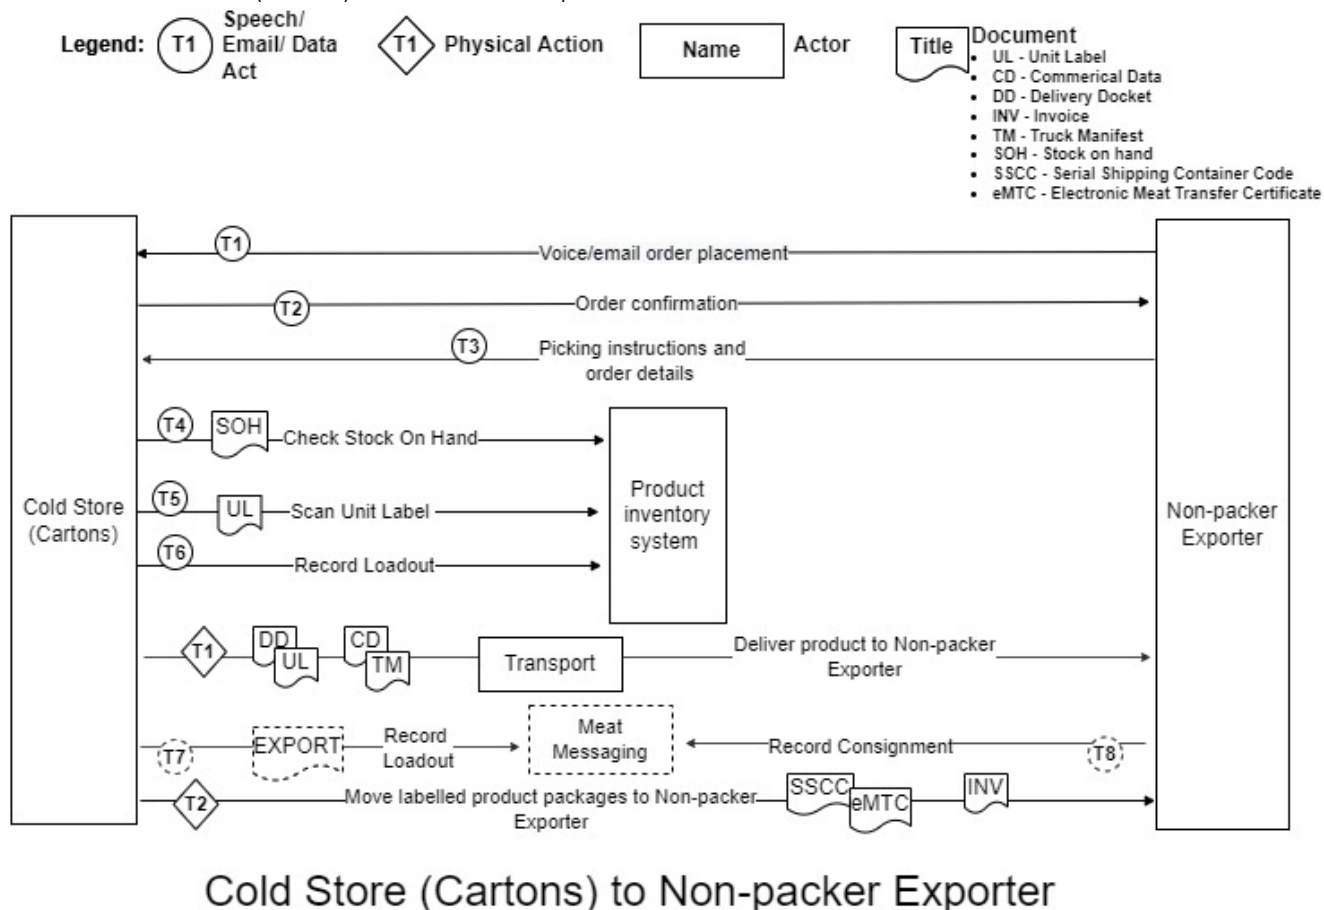 Legend:
T1
Speech/
Email/ Data
Act
T1
Physical Action
Name
Actor
Title
Document
• UL - Unit Label
• CD - Commerical Data
• DD - Delivery Docket
• INV - Invoice
• TM - Truck Manifest
• SOH - Stock on hand
• SSCC - Serial Shipping Container Code
• eMTC - Electronic Meat Transfer Certificate
T1
Voice/email order placement
T2
Order confirmation
T3
Picking instructions and
order details
T4
SOH
Check Stock On Hand
T5
UL
Scan Unit Label
T6
Record Loadout
Cold Store
(Cartons)
Product
inventory
system
Non-packer
Exporter
T1
DD
UL
CD
TM
Transport
Deliver product to Non-packer
Exporter
T7
EXPORT
Record
Loadout
Meat
Messaging
Record Consignment
T8
T2
Move labelled product packages to Non-packer
Exporter
SSCC
eMTC
INV
Cold Store (Cartons) to Non-packer Exporter